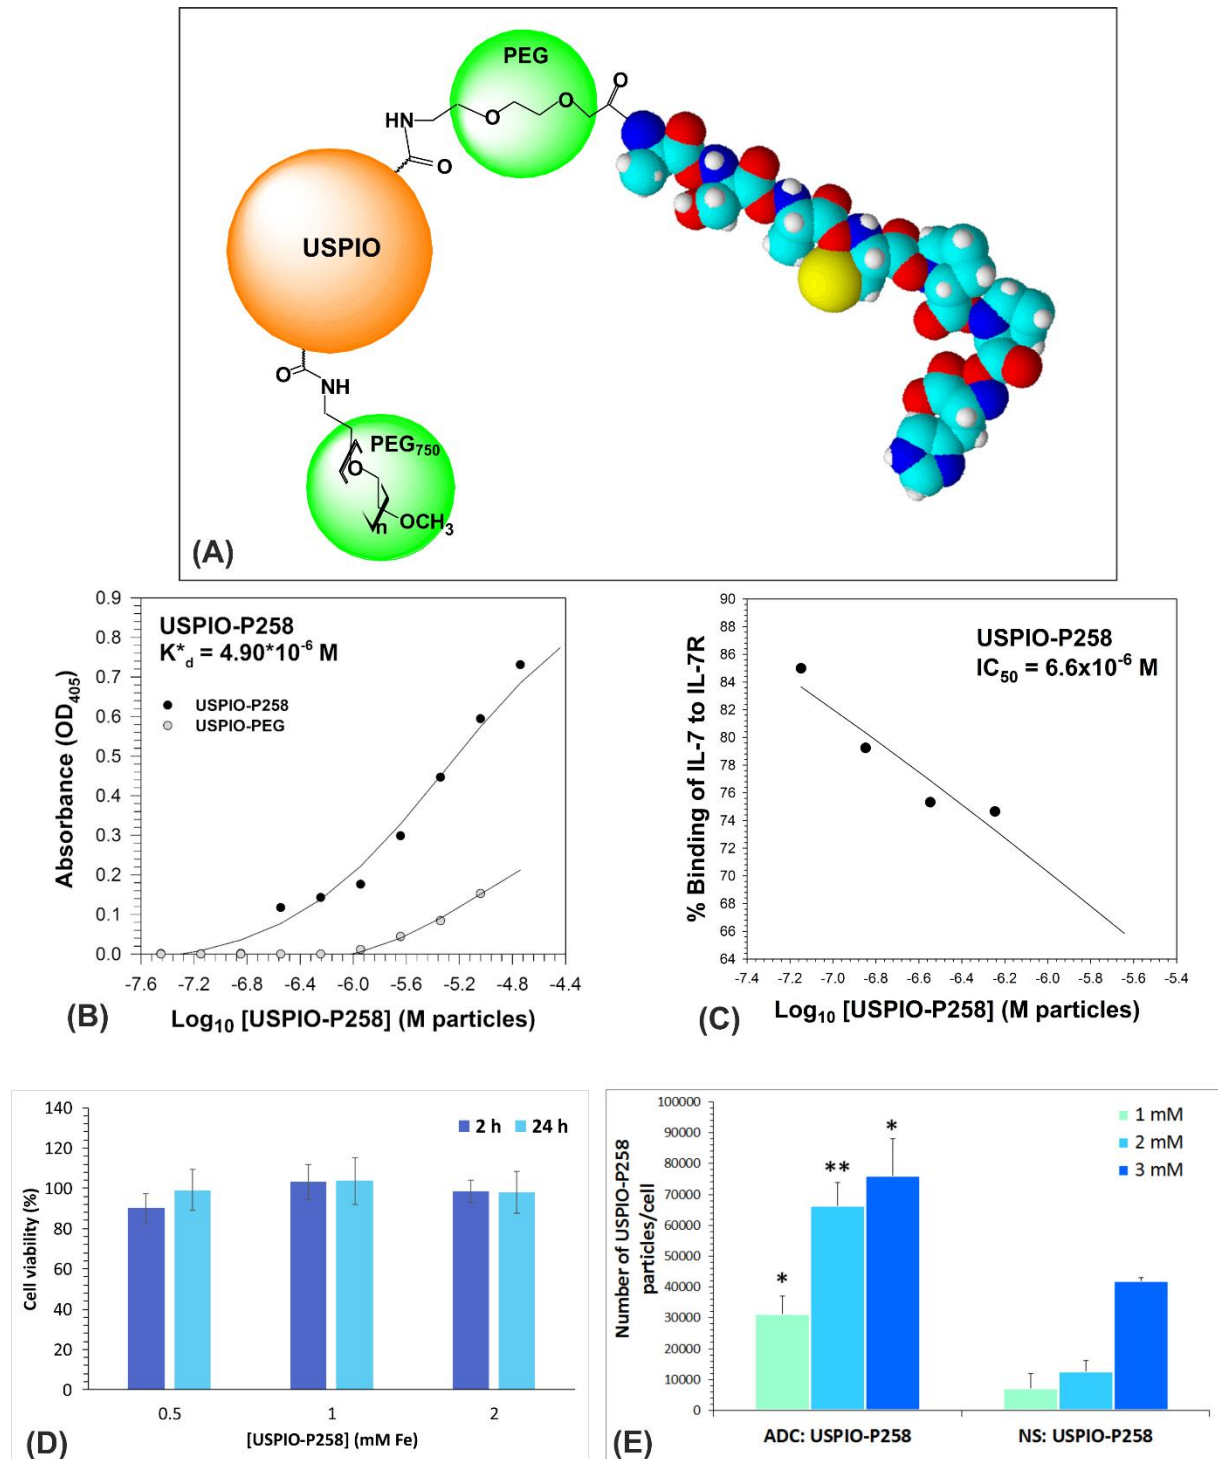 PEG
O
HN
O
O
O
USPIO
O
NH
PEG750
O
n
OCH3
(A)
0.9
0.8
0.7
0.6
0.5
0.4
0.3
0.2
0.1
0.0
Absorbance (OD405)
USPIO-P258
K*d = 4.90*10-6 M
USPIO-P258
USPIO-PEG
-7.6 -7.2 -6.8 -6.4 -6.0 -5.6 -5.2 -4.8 -4.4
Log10 [USPIO-P258] (M particles)
(B)
90
86
84
82
80
78
76
74
72
70
68
66
64
% Binding of IL-7 to IL-7R
USPIO-P258
IC50 = 6.6x10-6 M
-7.4 -7.0 -6.8 -6.6 -6.4 -6.2 -6.0 -5.8 -5.6 -5.4
Log10 [USPIO-P258] (M particles)
(C)
140
120
100
80
60
40
20
0
Cell viability (%)
2 h 24 h
0.5 1 2
[USPIO-P258] (mM Fe)
(D)
100000
90000
80000
70000
60000
50000
40000
30000
20000
10000
0
Number of USPIO-P258
particles/cell
1 mM
2 mM
3 mM
*
**
*
ADC: USPIO-P258 NS: USPIO-P258
(E)